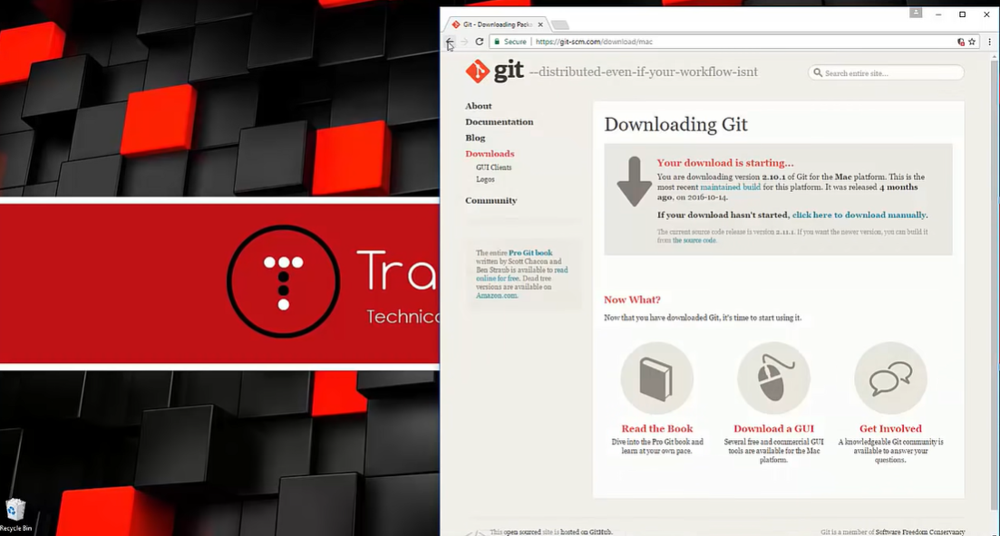 Git - Downloading Pack
Secure
https://git-scm.com/download/mac
git --distributed-even-if-your-workflow-isnt
Search entire site...
About
Documentation
Blog
Downloads
GUI Clients
Logos
Community
The entire Pro Git book
written by Scott Chacon and
Ben Straub is available to read
online for free. Dead tree
versions are available on
Amazon.com.
Downloading Git
Your download is starting...
You are downloading version 2.10.1 of Git for the Mac platform. This is the
most recent maintained build for this platform. It was released 4 months
ago, on 2016-10-14.
If your download hasn't started, click here to download manually.
The current source code release is version 2.11.1. If you want the newer version, you can build it
from the source code.
Now What?
Now that you have downloaded Git, it's time to start using it.
Read the Book
Dive into the Pro Git book and
learn at your own pace.
Download a GUI
Several free and commercial GUI
tools are available for the Mac
platform.
Get Involved
A knowledgeable Git community is
available to answer your
questions.
This open sourced site is hosted on GitHub.
Git is a member of Software Freedom Conservancy
Tra
Technic
Recycle Bin